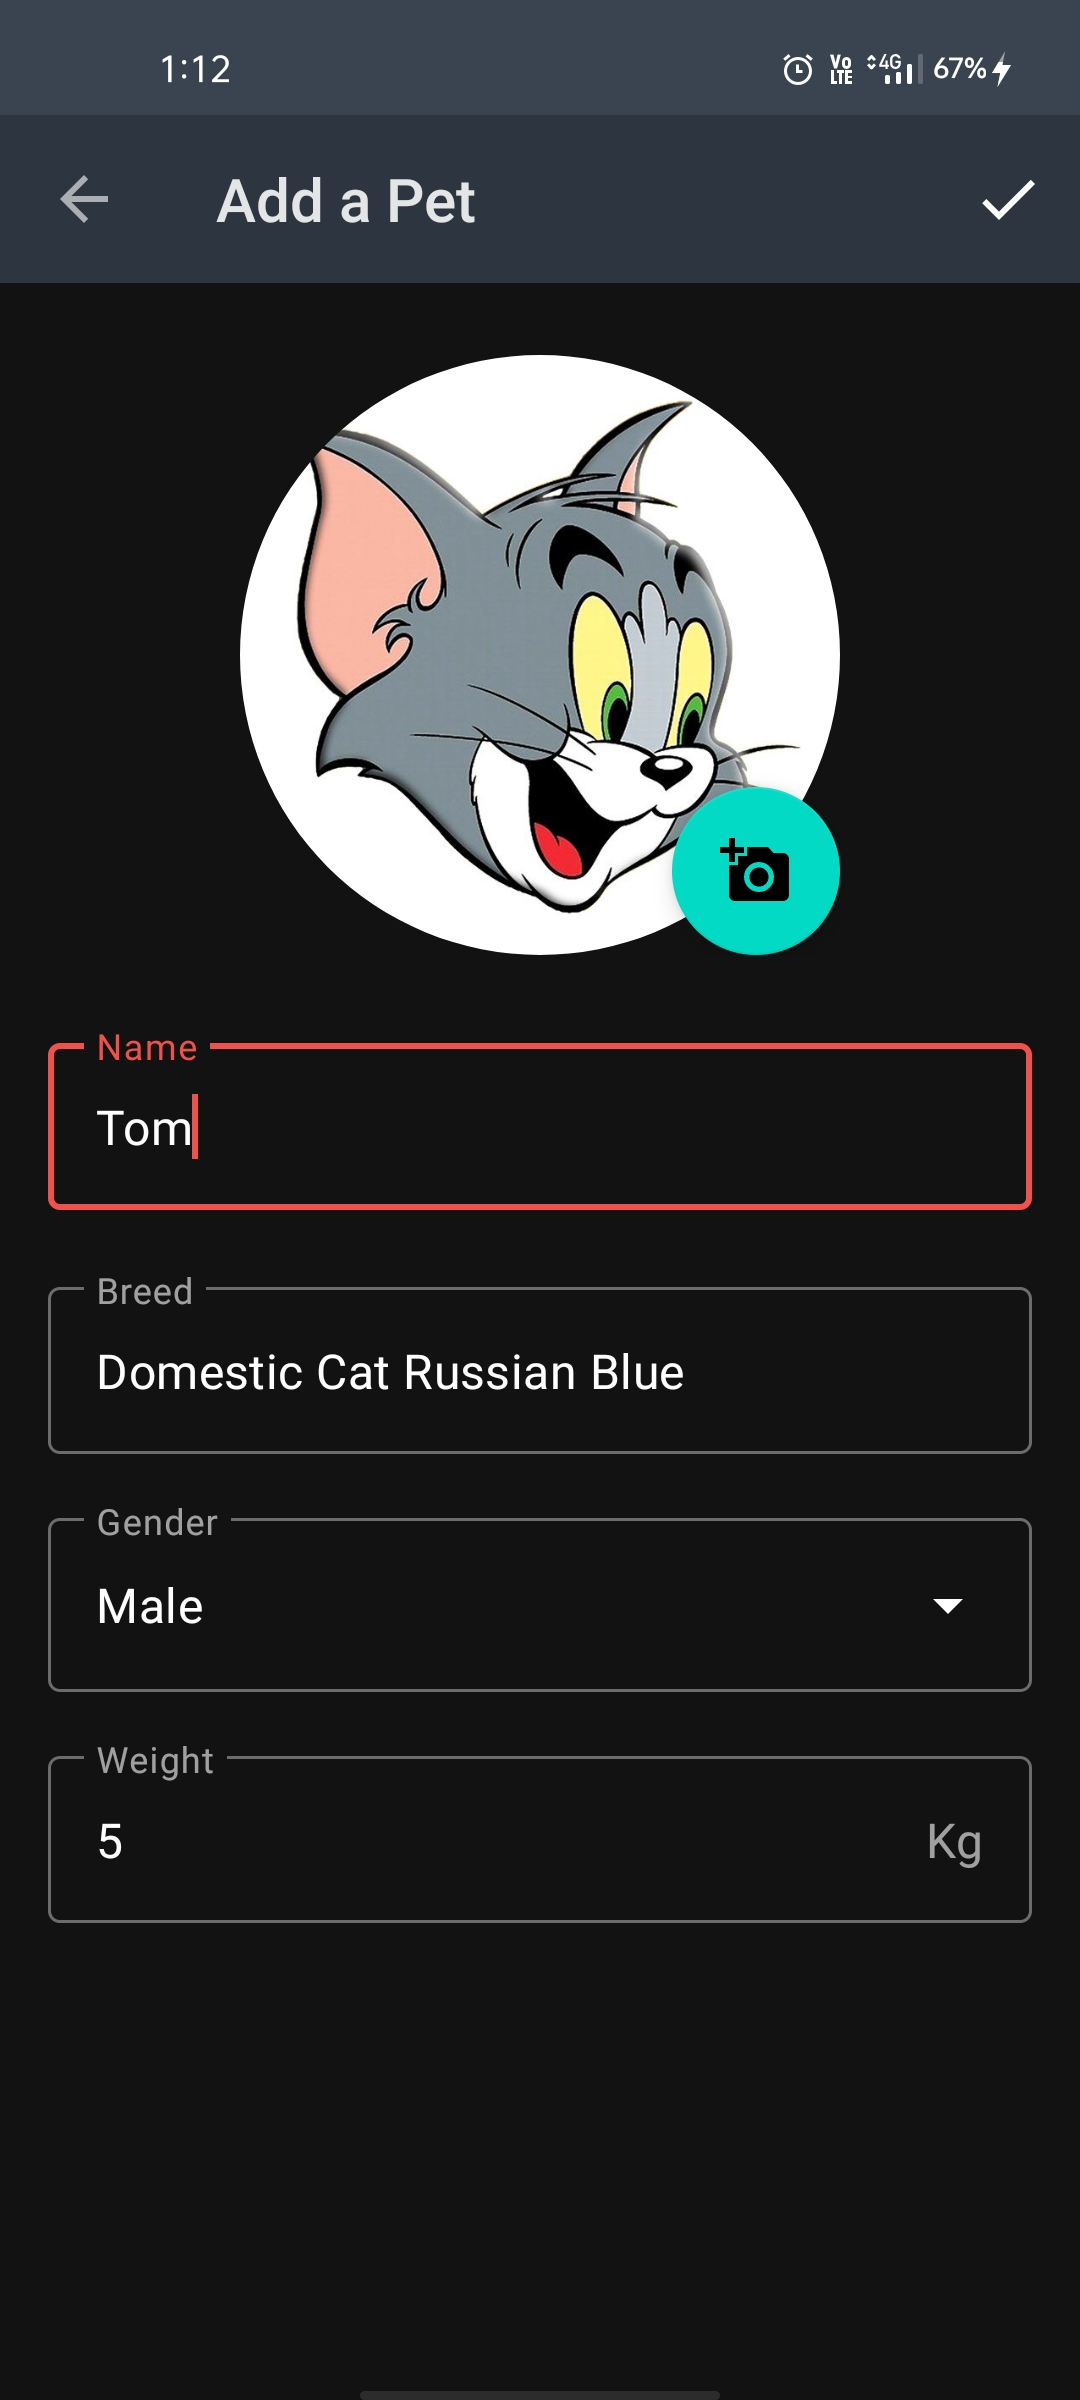 1:12
Vo LTE 4G 67%
Add a Pet
Name
Tom
Breed
Domestic Cat Russian Blue
Gender
Male
Weight
5 Kg